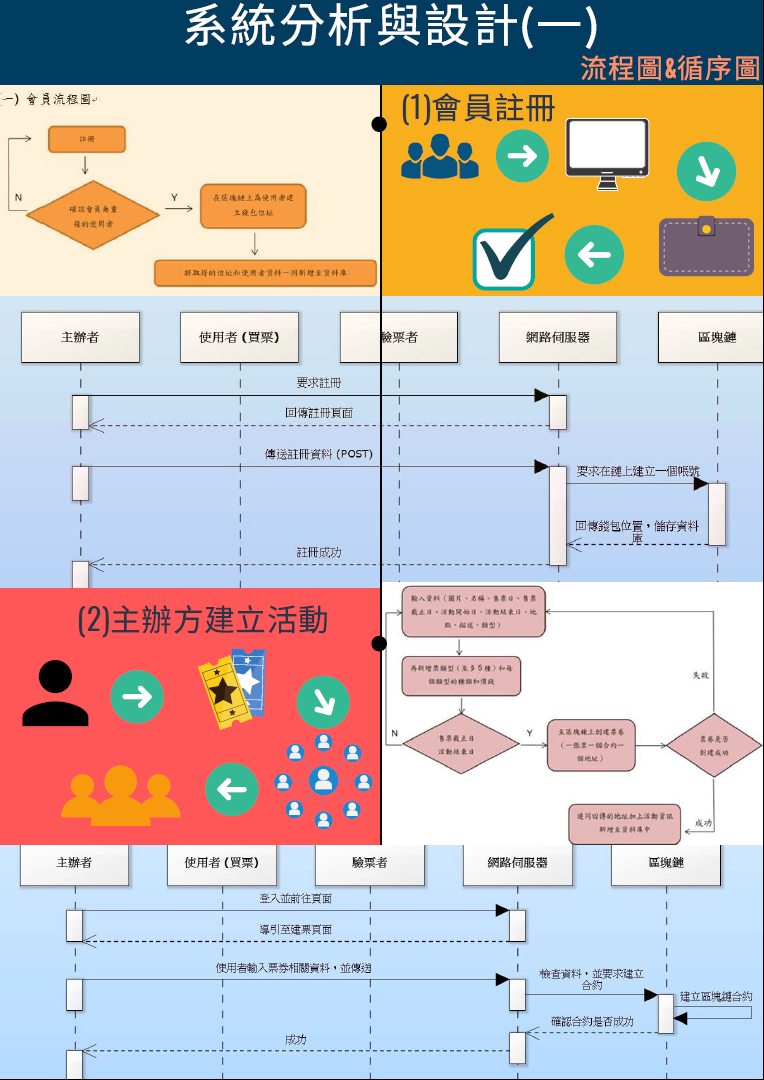 系統分析與設計(一)
流程圖&循序圖
一) 會員流程圖
註冊
N
確認會員無重
複的使用者
Y
在區塊鏈上為使用者建
立錢包位址
將取得的位址和使用者資料一同新增至資料庫
(1)會員註冊
主辦者
使用者 (買票)
驗票者
網路伺服器
區塊鏈
要求註冊
回傳註冊頁面
傳送註冊資料 (POST)
要求在鏈上建立一個帳號
回傳錢包位置，儲存資料
庫
註冊成功
(2)主辦方建立活動
輸入資料（圖片、名稱、售票日、售票
截止日、活動開始日、活動結束日、地
點、描述、類型）
再新增票類型（至多5種）和每
個類型的種類和價錢
N
售票截止日
活動結束日
Y
至區塊鏈上創建票券
（一張票一個合約一
個地址）
票券是否
創建成功
失敗
成功
連同回傳的地址加上活動資訊
新增至資料庫中
主辦者
使用者 (買票)
驗票者
網路伺服器
區塊鏈
登入並前往頁面
導引至建票頁面
使用者輸入票券相關資料，並傳送
檢查資料，並要求建立
合約
建立區塊鏈合約
確認合約是否成功
成功